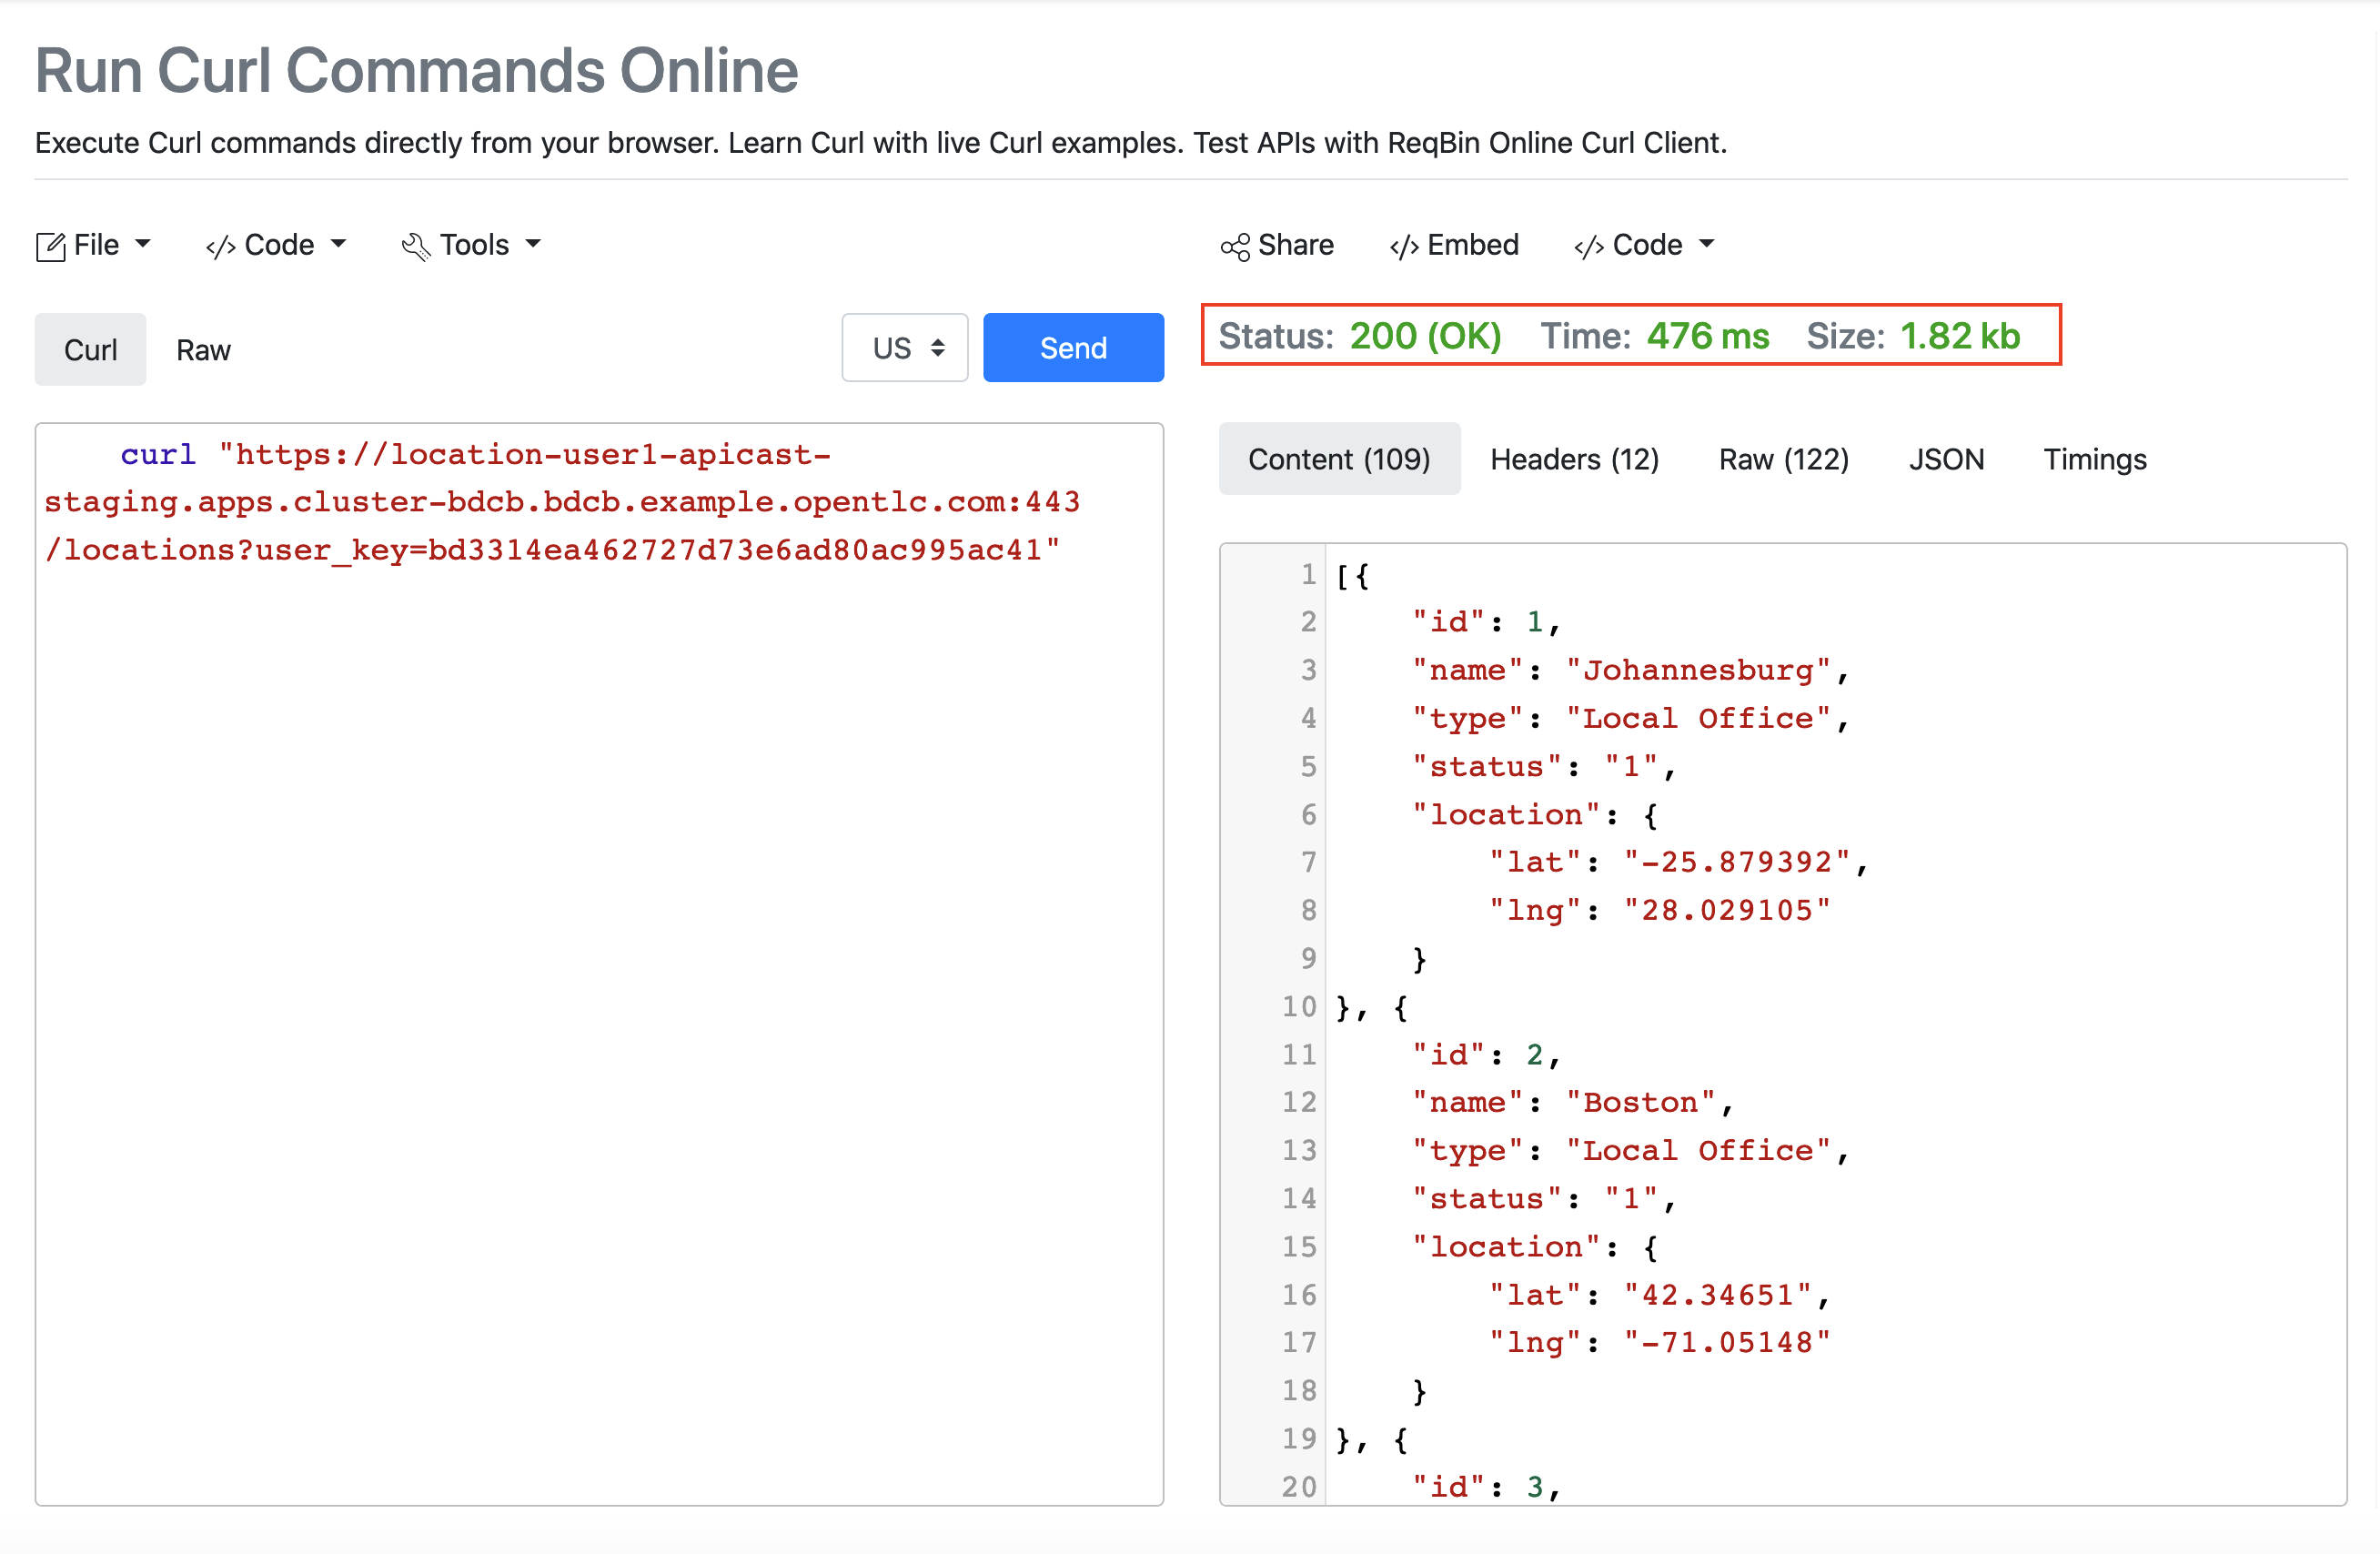 Run Curl Commands Online
Execute Curl commands directly from your browser. Learn Curl with live Curl examples. Test APIs with ReqBin Online Curl Client.
File </> Code Tools
Share </> Embed </> Code
Curl Raw US Send
Status: 200 (OK) Time: 476 ms Size: 1.82 kb
curl "https://location-user1-apicast-
staging.apps.cluster-bdcb.bdcb.example.opentlc.com:443
/locations?user_key=bd3314ea462727d73e6ad80ac995ac41"
Content (109) Headers (12) Raw (122) JSON Timings
1 [{
2 "id": 1,
3 "name": "Johannesburg",
4 "type": "Local Office",
5 "status": "1",
6 "location": {
7 "lat": "-25.879392",
8 "lng": "28.029105"
9 }
10 }, {
11 "id": 2,
12 "name": "Boston",
13 "type": "Local Office",
14 "status": "1",
15 "location": {
16 "lat": "42.34651",
17 "lng": "-71.05148"
18 }
19 }, {
20 "id": 3,